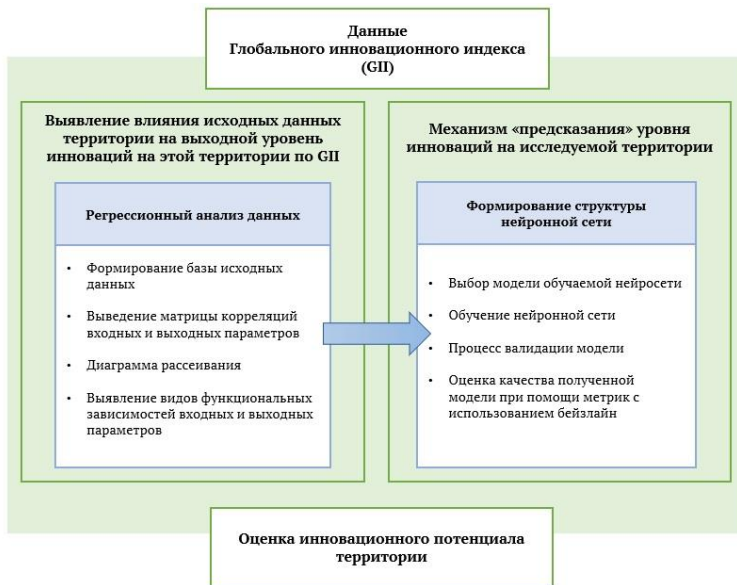 Данные
Глобального инновационного индекса
(GII)
Выявление влияния исходных данных
территории на выходной уровень
инноваций на этой территории по GII
Регрессионный анализ данных
• Формирование базы исходных
данных
• Выведение матрицы корреляций
входных и выходных параметров
• Диаграмма рассеивания
• Выявление видов функциональных
зависимостей входных и выходных
параметров
Механизм «предсказания» уровня
инноваций на исследуемой территории
Формирование структуры
нейронной сети
• Выбор модели обучаемой нейросети
• Обучение нейронной сети
• Процесс валидации модели
• Оценка качества полученной
модели при помощи метрик с
использованием бейзлайн
Оценка инновационного потенциала
территории